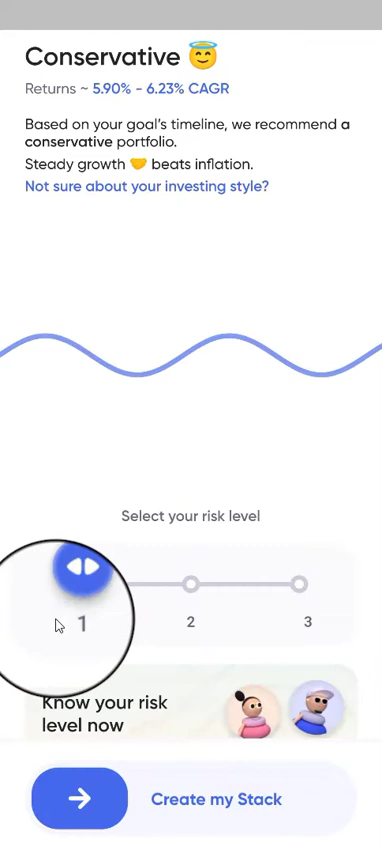 Conservative 😇
Returns ~ 5.90% - 6.23% CAGR
Based on your goal's timeline, we recommend a
conservative portfolio.
Steady growth 🤝 beats inflation.
Not sure about your investing style?
Select your risk level
1 2 3
Know your risk
level now
Create my Stack